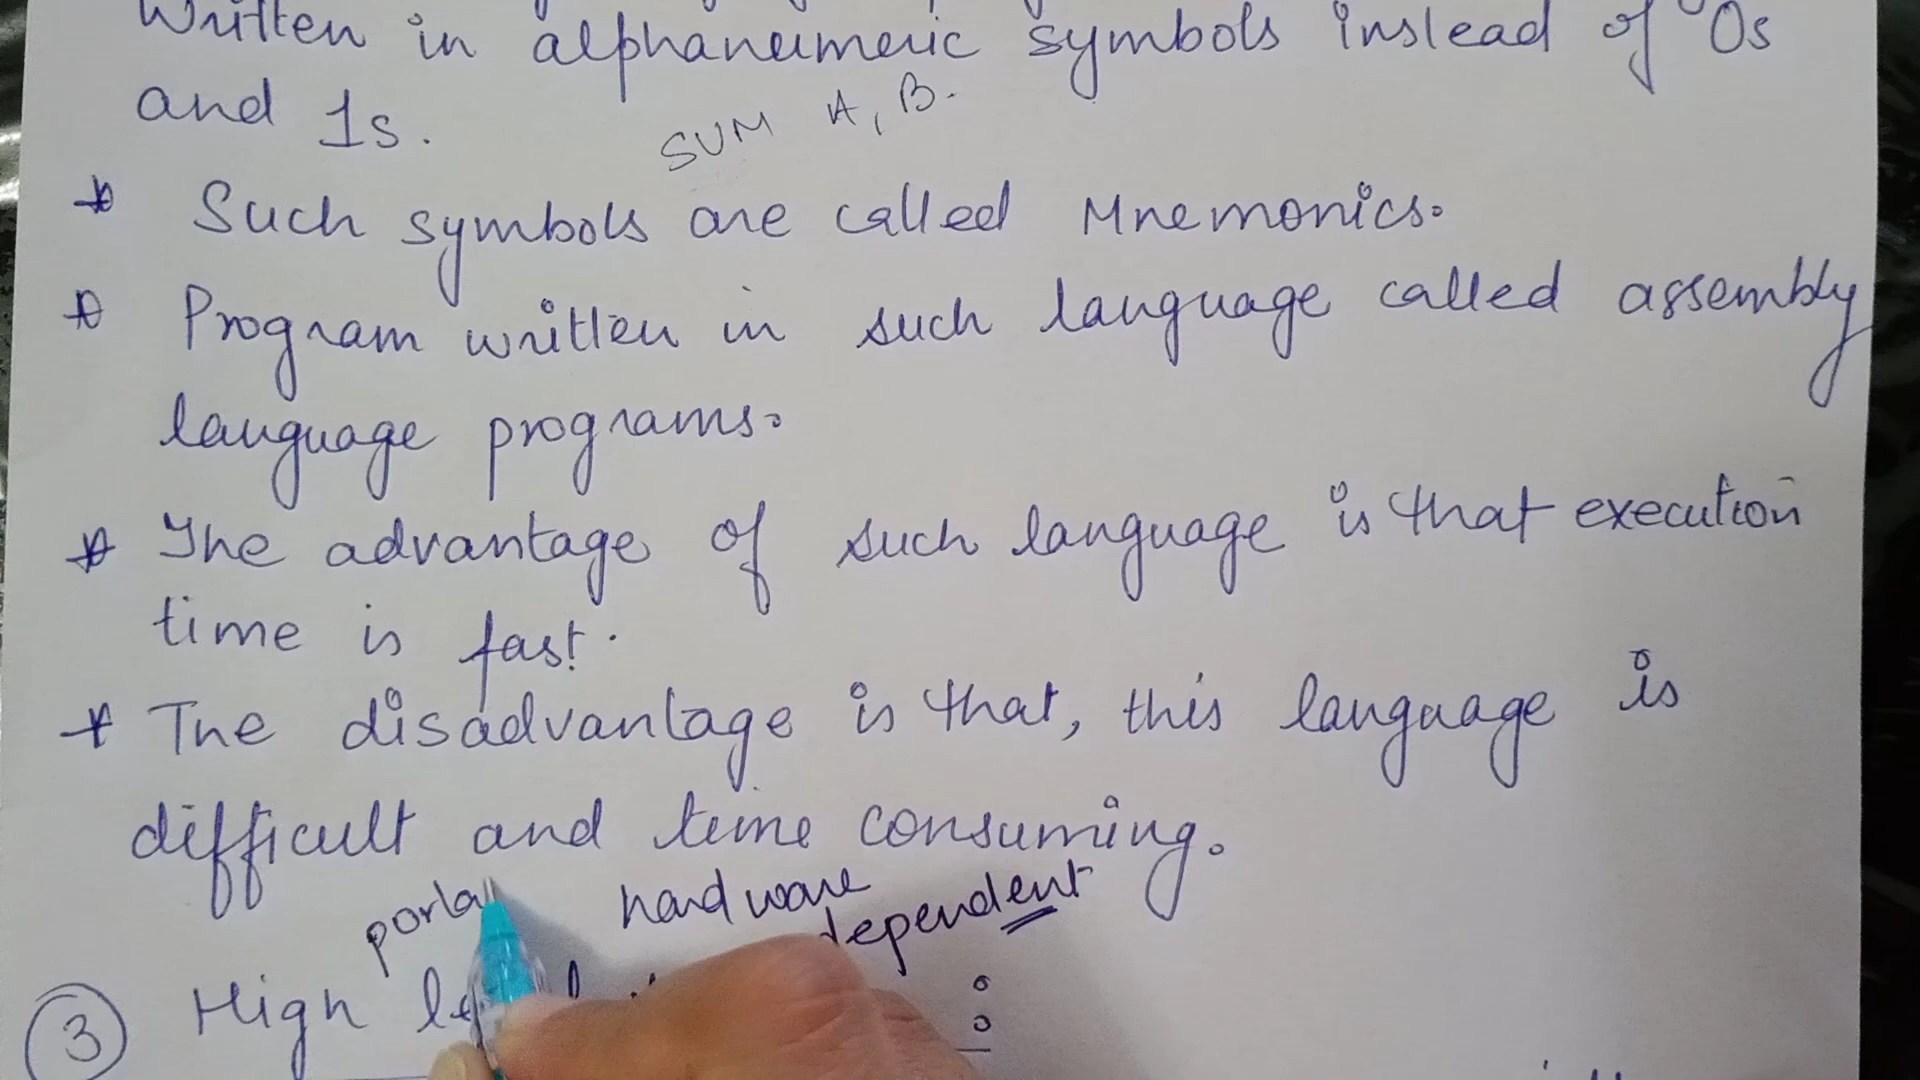 Written in alphanumeric symbols instead of 0s
and 1s.
SUM A, B.
* Such symbols are called Mnemonics.
* Program written in such language called assembly
language programs.
* The advantage of such language is that execution
time is fast.
* The disadvantage is that, this language is
difficult and time consuming.
hardware
dependent
3 High